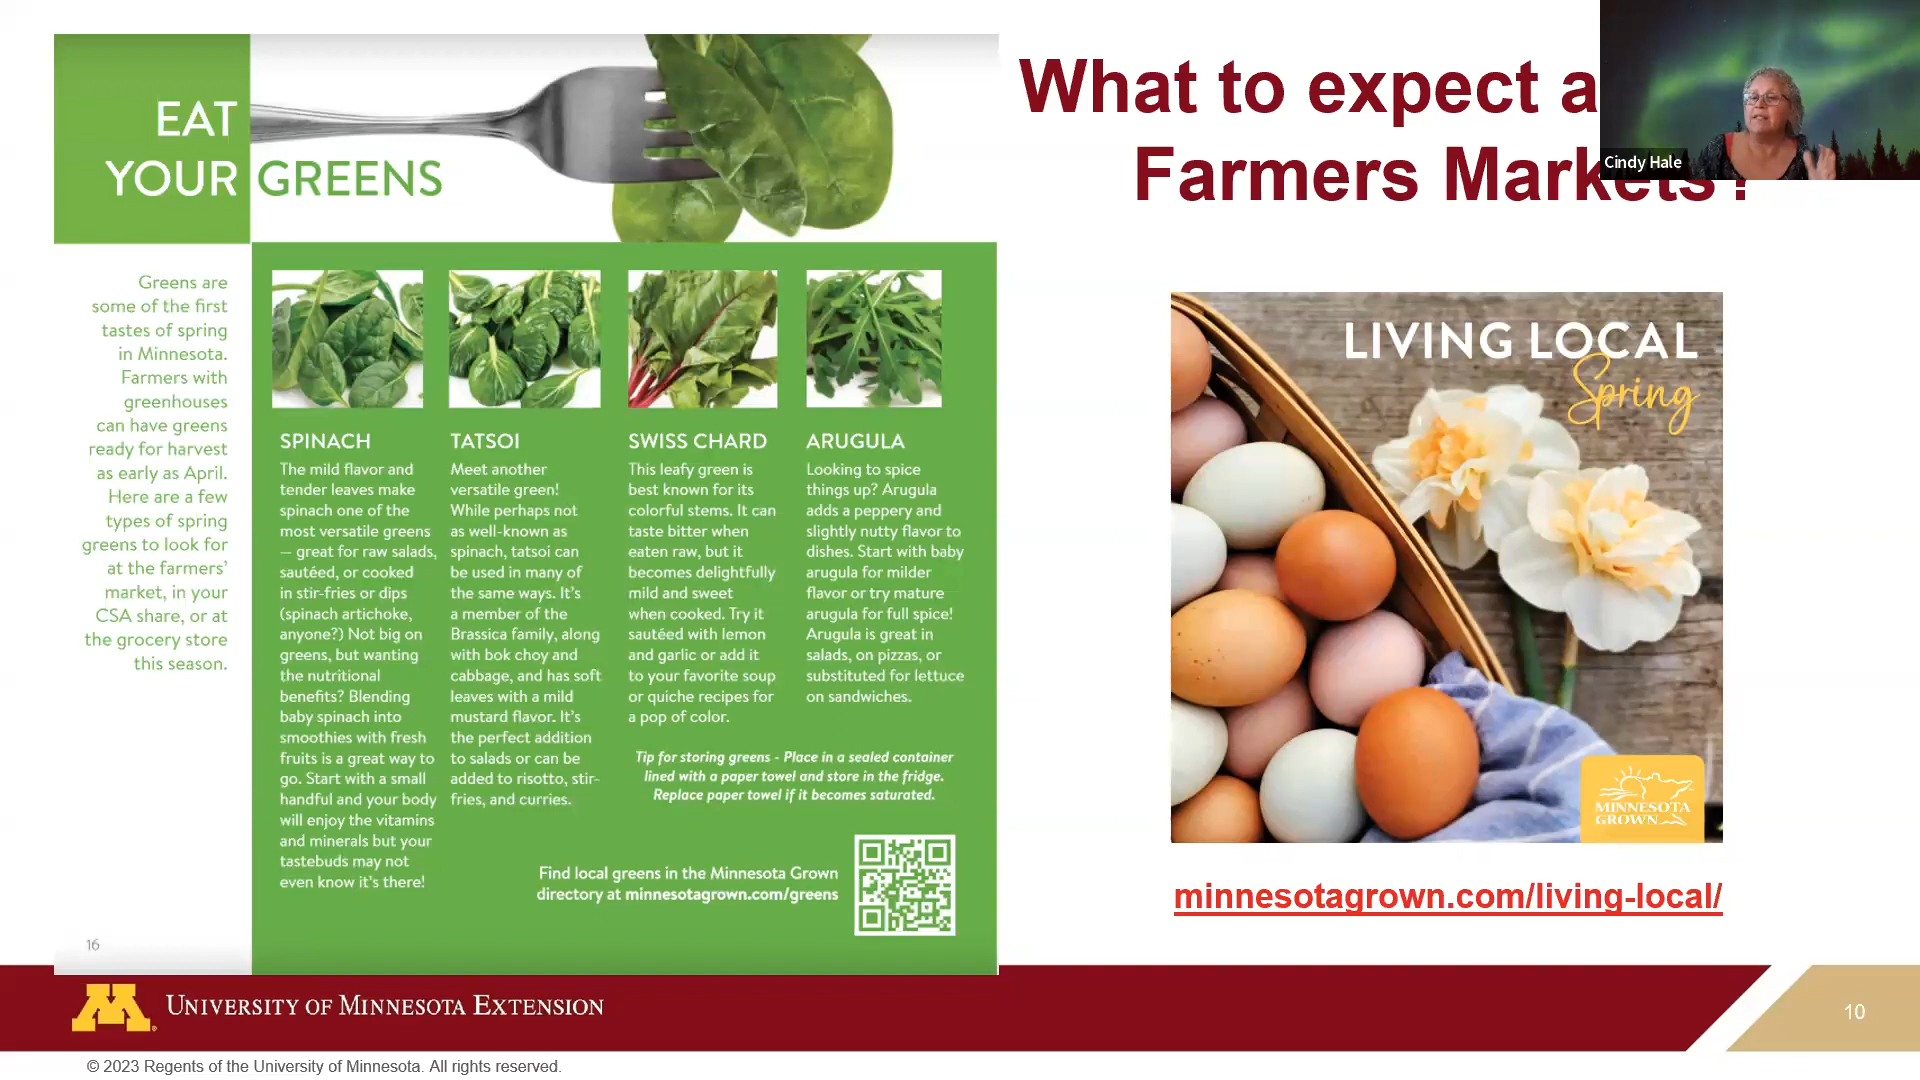 EAT
YOUR GREENS
What to expect a
Farmers Markets?
Cindy Hale
Greens are
some of the first
tastes of spring
in Minnesota.
Farmers with
greenhouses
can have greens
ready for harvest
as early as April.
Here are a few
types of spring
greens to look for
at the farmers'
market, in your
CSA share, or at
the grocery store
this season.
SPINACH
The mild flavor and
tender leaves make
spinach one of the
most versatile greens
— great for raw salads,
sautéed, or cooked
in stir-fries or dips
(spinach artichoke,
anyone?) Not big on
greens, but wanting
the nutritional
benefits? Blending
baby spinach into
smoothies with fresh
fruits is a great way to
go. Start with a small
handful and your body
will enjoy the vitamins
and minerals but your
tastebuds may not
even know it's there!
TATSOI
Meet another
versatile green!
While perhaps not
as well-known as
spinach, tatsoi can
be used in many of
the same ways. It's
a member of the
Brassica family, along
with bok choy and
cabbage, and has soft
leaves with a mild
mustard flavor. It's
the perfect addition
to salads or can be
added to risotto, stir-
fries, and curries.
SWISS CHARD
This leafy green is
best known for its
colorful stems. It can
taste bitter when
eaten raw, but it
becomes delightfully
mild and sweet
when cooked. Try it
sautéed with lemon
and garlic or add it
to your favorite soup
or quiche recipes for
a pop of color.
ARUGULA
Looking to spice
things up? Arugula
adds a peppery and
slightly nutty flavor to
dishes. Start with baby
arugula for milder
flavor or try mature
arugula for full spice!
Arugula is great in
salads, on pizzas, or
substituted for lettuce
on sandwiches.
Tip for storing greens - Place in a sealed container
lined with a paper towel and store in the fridge.
Replace paper towel if it becomes saturated.
Find local greens in the Minnesota Grown
directory at minnesotagrown.com/greens
16
LIVING LOCAL
Spring
MINNESOTA
GROWN
minnesotagrown.com/living-local/
M
UNIVERSITY OF MINNESOTA EXTENSION
10
© 2023 Regents of the University of Minnesota. All rights reserved.